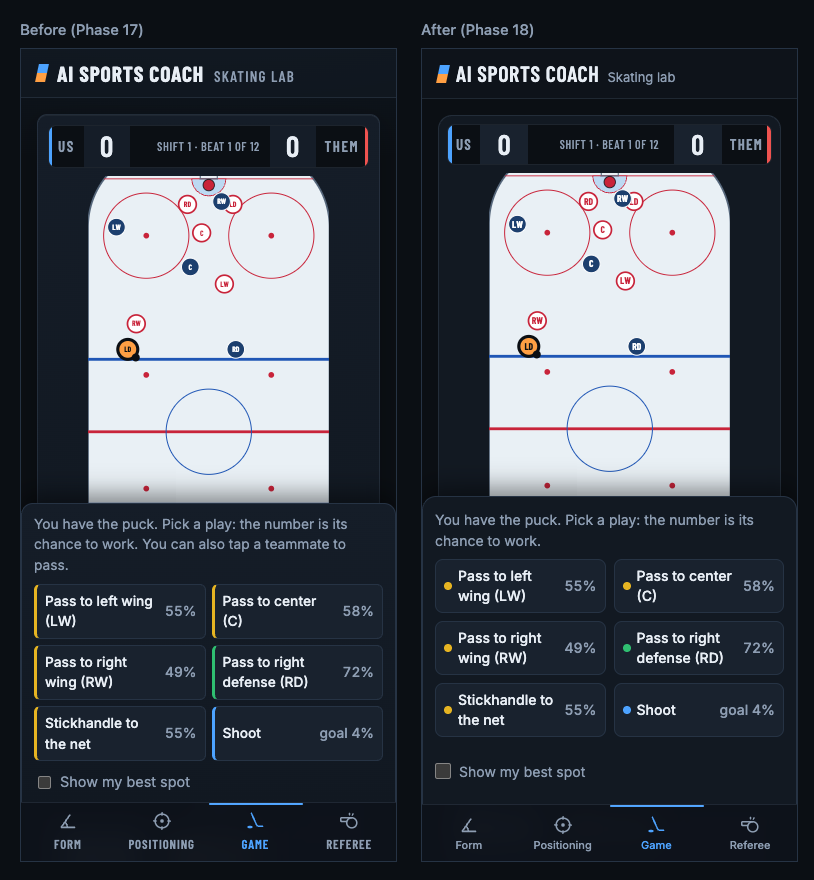 Before (Phase 17)
AI SPORTS COACH SKATING LAB
US 0 SHIFT 1 · BEAT 1 OF 12 0 THEM
RD RW LD
LW C
C
LW
RW
LD RD
You have the puck. Pick a play: the number is its
chance to work. You can also tap a teammate to
pass.
Pass to left wing 55% Pass to center 58%
(LW) (C)
Pass to right 49% Pass to right 72%
wing (RW) defense (RD)
Stickhandle to 55% Shoot goal 4%
the net
Show my best spot
FORM POSITIONING GAME REFEREE
After (Phase 18)
AI SPORTS COACH Skating lab
US 0 SHIFT 1 · BEAT 1 OF 12 0 THEM
RD RW LD
LW C
C
LW
RW
LD RD
You have the puck. Pick a play: the number is its
chance to work.
Pass to left 55% Pass to center 58%
wing (LW) (C)
Pass to right 49% Pass to right 72%
wing (RW) defense (RD)
Stickhandle to 55% Shoot goal 4%
the net
Show my best spot
Form Positioning Game Referee